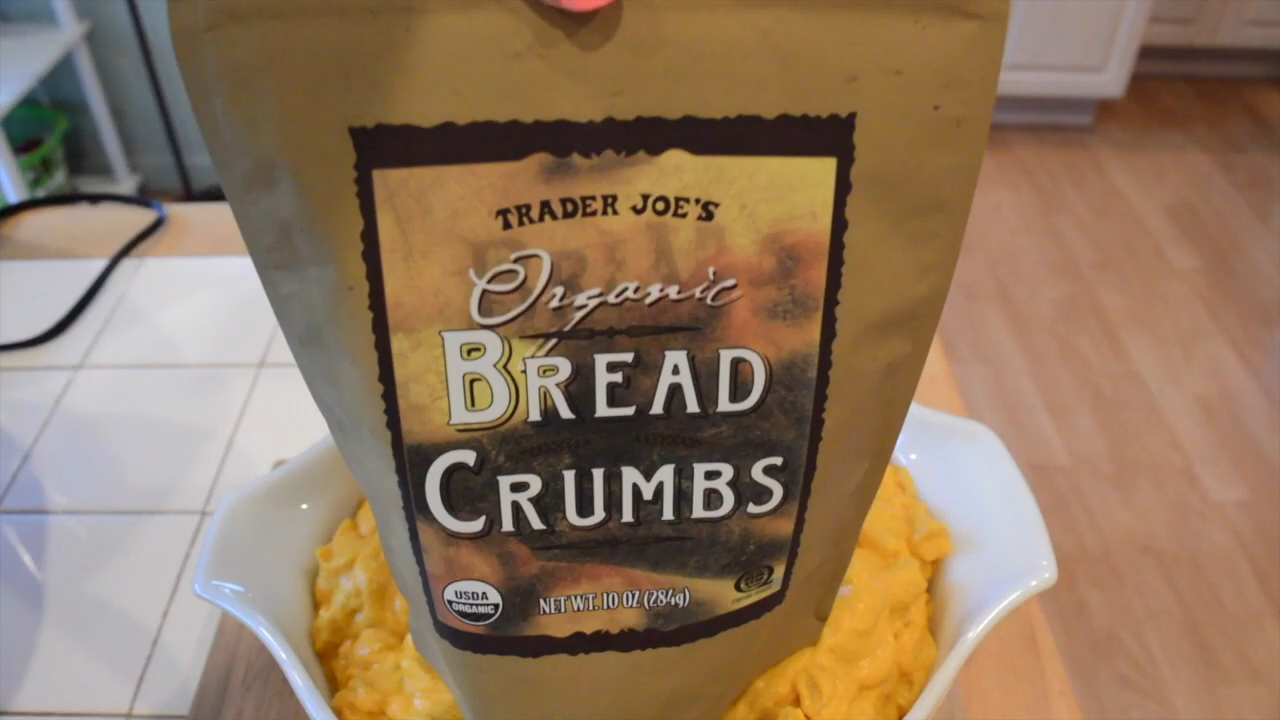 TRADER JOE'S
Organic
BREAD
CRUMBS
USDA
ORGANIC
NET WT. 10 OZ (284g)